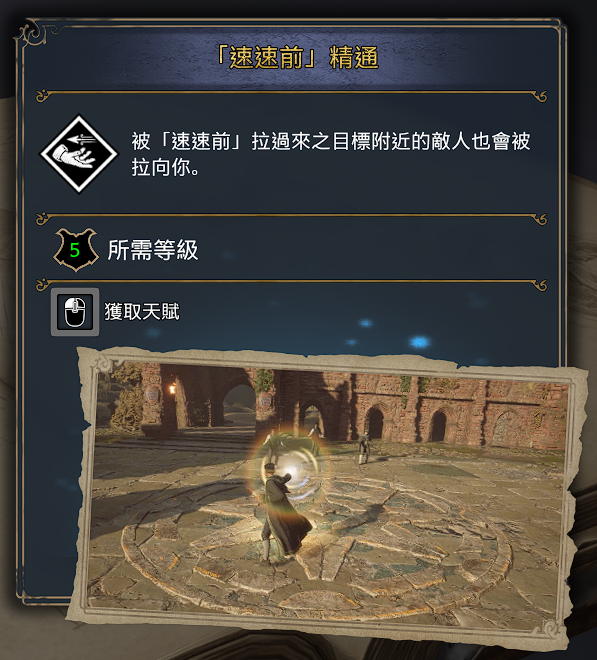 「速速前」精通
被「速速前」拉過來之目標附近的敵人也會被
拉向你。
5 所需等級
獲取天賦